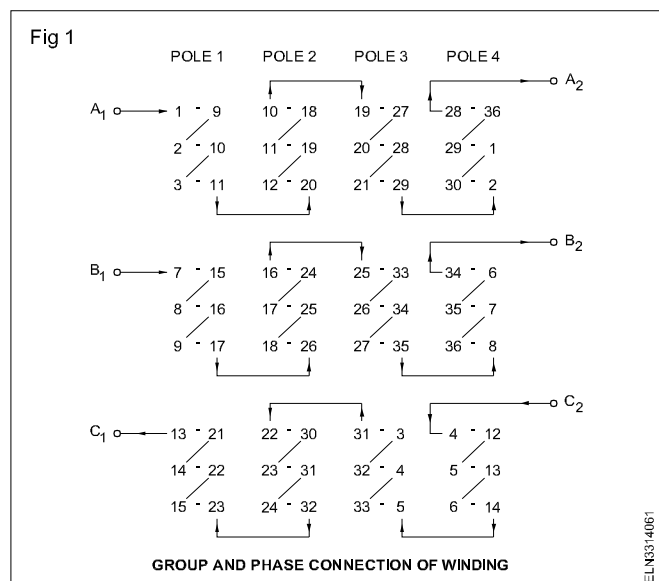 Fig 1
POLE 1 POLE 2 POLE 3 POLE 4
A1 1 - 9 10 - 18 19 - 27 28 - 36 A2
2 - 10 11 - 19 20 - 28 29 - 1
3 - 11 12 - 20 21 - 29 30 - 2
B1 7 - 15 16 - 24 25 - 33 34 - 6 B2
8 - 16 17 - 25 26 - 34 35 - 7
9 - 17 18 - 26 27 - 35 36 - 8
C1 13 - 21 22 - 30 31 - 3 4 - 12 C2
14 - 22 23 - 31 32 - 4 5 - 13
15 - 23 24 - 32 33 - 5 6 - 14
GROUP AND PHASE CONNECTION OF WINDING
ELN3314061